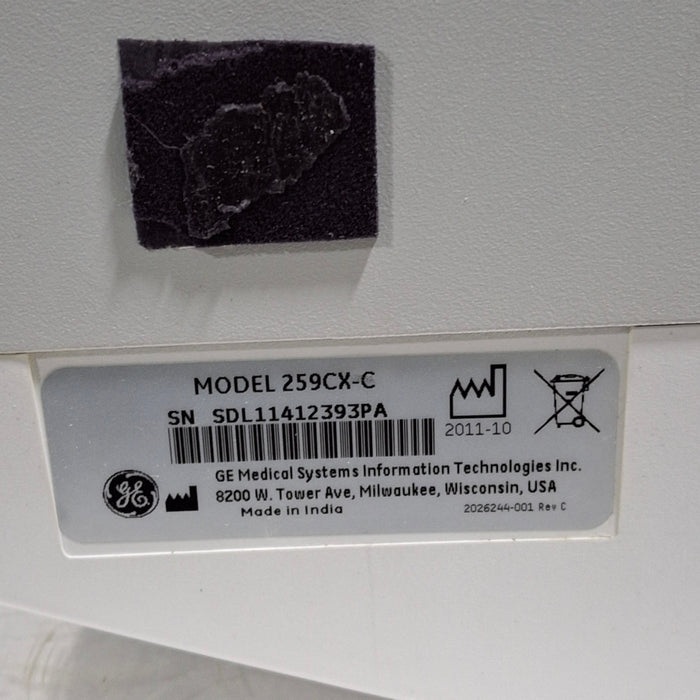 MODEL 259CX-C
SN SDL11412393PA
2011-10
GE
GE Medical Systems Information Technologies Inc.
8200 W. Tower Ave, Milwaukee, Wisconsin, USA
Made in India
2026244-001 Rev C